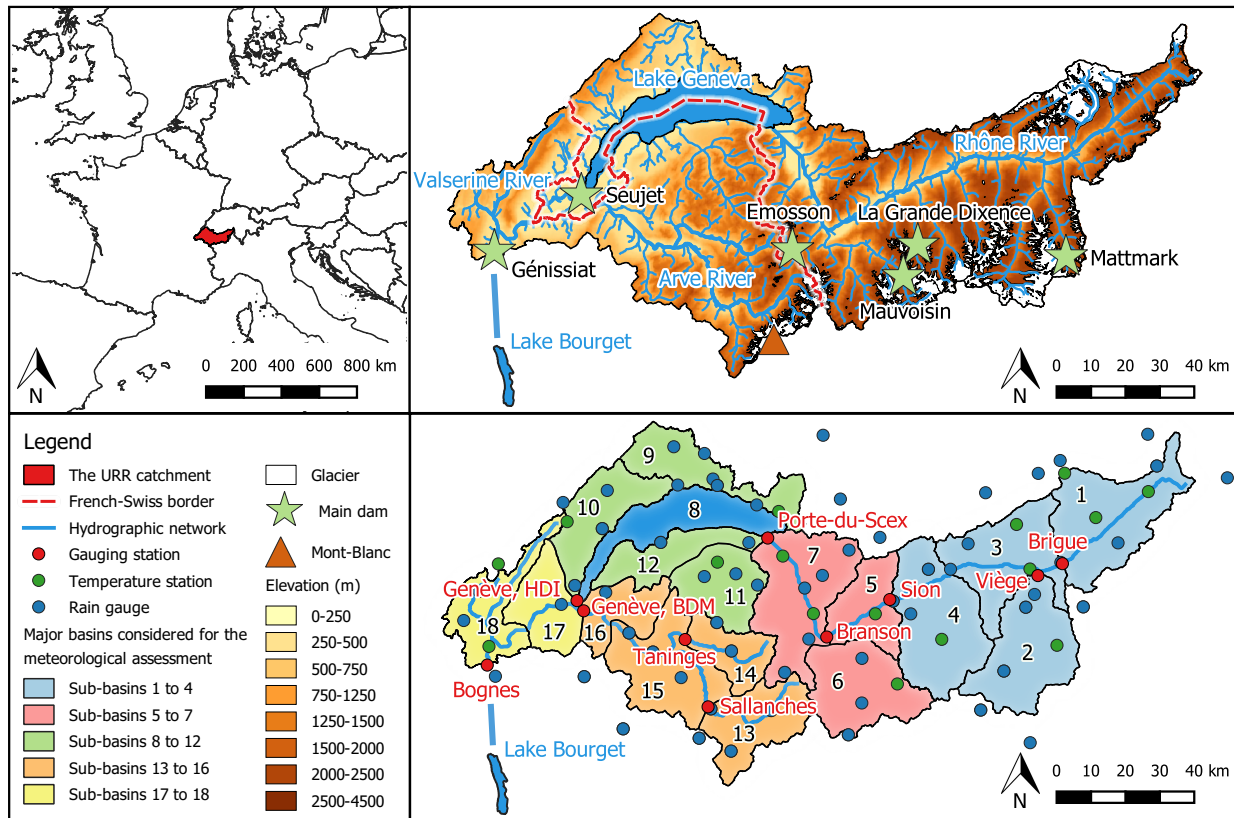 N
0 200 400 600 800 km
Lake Geneva
Rhône River
Valserine River
Seujet
Emosson
La Grande Dixence
Génissiat
Arve River
Mattmark
Mauvoisin
Lake Bourget
N
0 10 20 30 40 km
Legend
The URR catchment
French-Swiss border
Hydrographic network
Gauging station
Temperature station
Rain gauge
Major basins considered for the
meteorological assessment
Sub-basins 1 to 4
Sub-basins 5 to 7
Sub-basins 8 to 12
Sub-basins 13 to 16
Sub-basins 17 to 18
Glacier
Main dam
Mont-Blanc
Elevation (m)
0-250
250-500
500-750
750-1250
1250-1500
1500-2000
2000-2500
2500-4500
9
10
8
1
Porte-du-Scex
3
7
Brigue
12
5
Viège
Genève, HDI
Sion
11
Genève, BDM
4
18
17
16
Branson
Taninges
2
Bognes
14
6
15
Sallanches
13
Lake Bourget
N
0 10 20 30 40 km